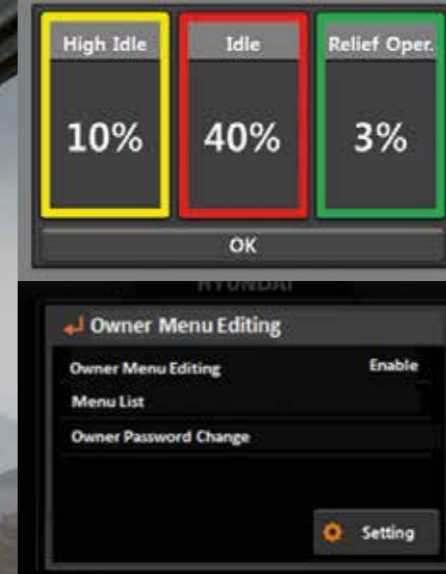 High Idle Idle Relief Oper.
10% 40% 3%
OK
HYUNDAI
Owner Menu Editing
Owner Menu Editing Enable
Menu List
Owner Password Change
Setting